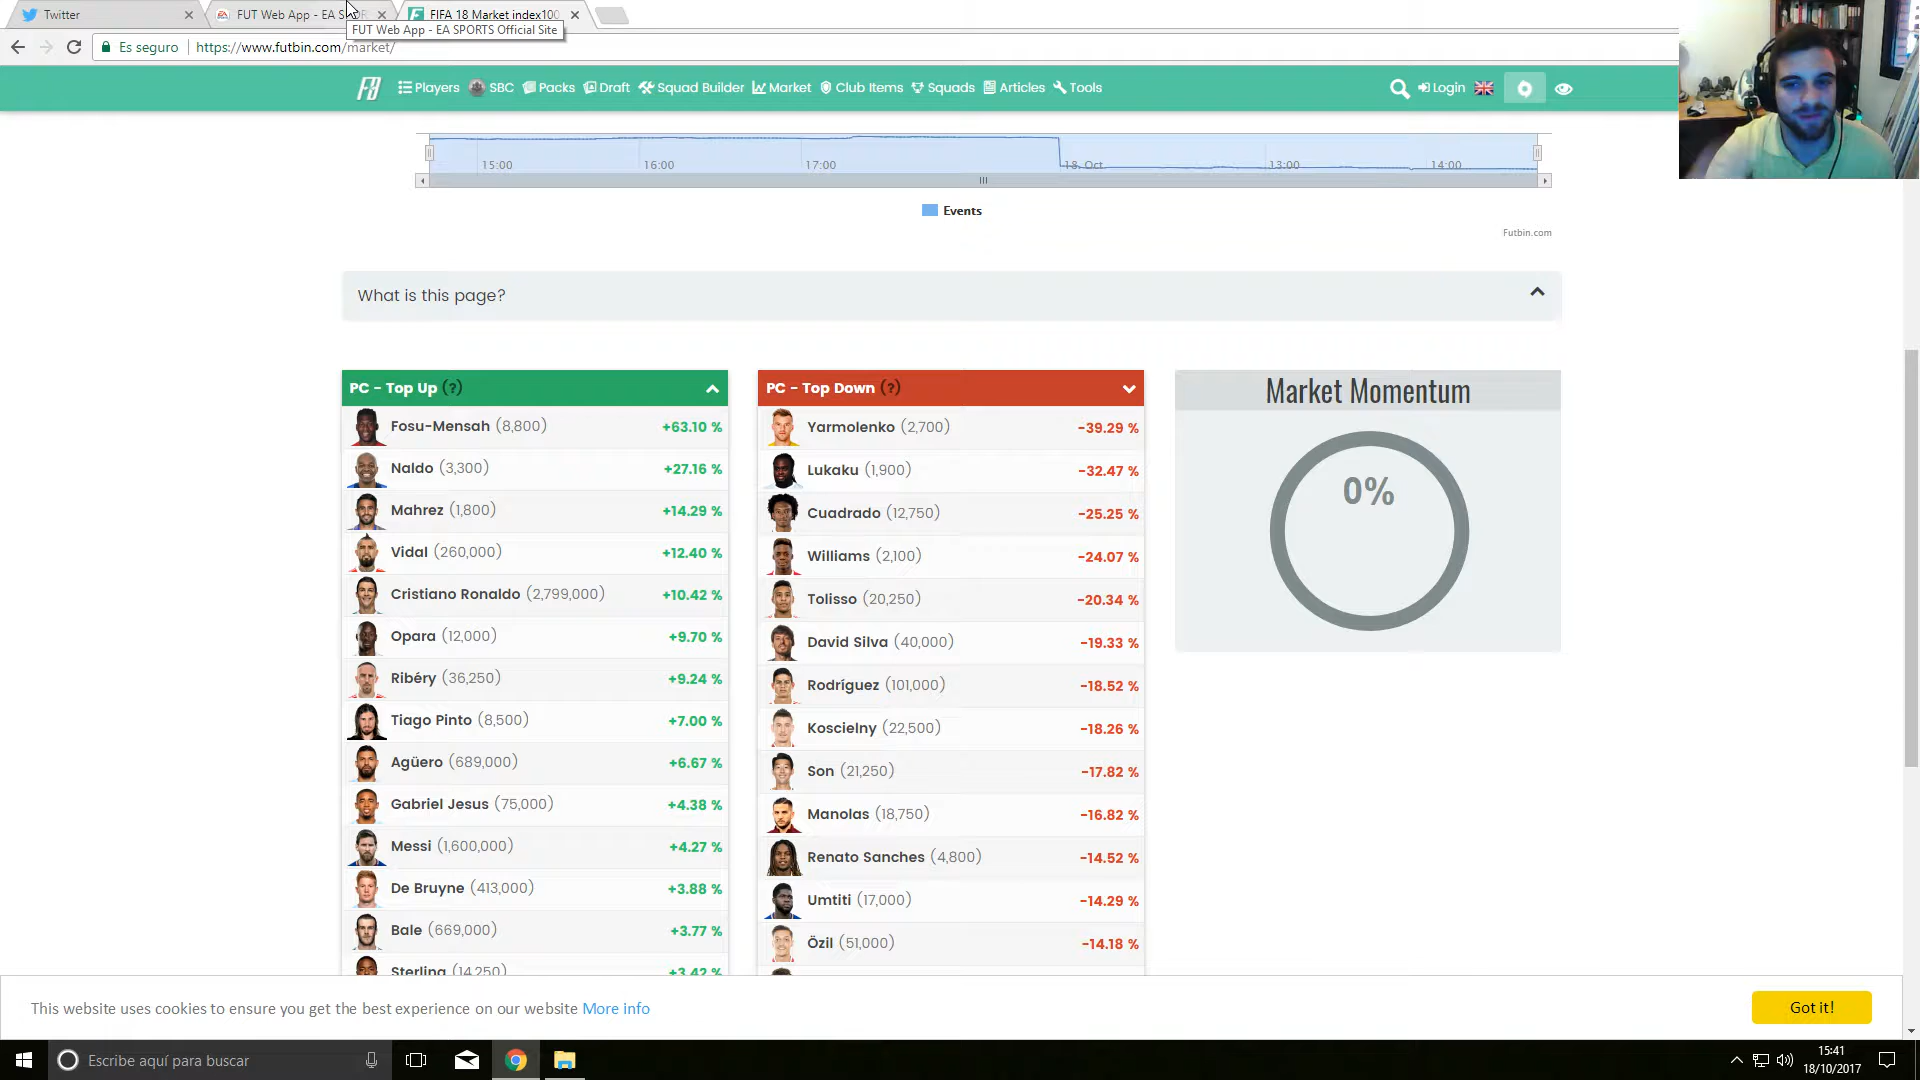 Twitter
FUT Web App - EA SPOR
FIFA 18 Market index100
FUT Web App - EA SPORTS Official Site
Es seguro
https://www.futbin.com/market/
Players
SBC
Packs
Draft
Squad Builder
Market
Club Items
Squads
Articles
Tools
Login
15:00
16:00
17:00
18. Oct
13:00
14:00
Events
Futbin.com
What is this page?
PC - Top Up (?)
Fosu-Mensah (8,800) +63.10 %
Naldo (3,300) +27.16 %
Mahrez (1,800) +14.29 %
Vidal (260,000) +12.40 %
Cristiano Ronaldo (2,799,000) +10.42 %
Opara (12,000) +9.70 %
Ribéry (36,250) +9.24 %
Tiago Pinto (8,500) +7.00 %
Agüero (689,000) +6.67 %
Gabriel Jesus (75,000) +4.38 %
Messi (1,600,000) +4.27 %
De Bruyne (413,000) +3.88 %
Bale (669,000) +3.77 %
Sterling (14,250) +3.42 %
PC - Top Down (?)
Yarmolenko (2,700) -39.29 %
Lukaku (1,900) -32.47 %
Cuadrado (12,750) -25.25 %
Williams (2,100) -24.07 %
Tolisso (20,250) -20.34 %
David Silva (40,000) -19.33 %
Rodríguez (101,000) -18.52 %
Koscielny (22,500) -18.26 %
Son (21,250) -17.82 %
Manolas (18,750) -16.82 %
Renato Sanches (4,800) -14.52 %
Umtiti (17,000) -14.29 %
Özil (51,000) -14.18 %
Market Momentum
0%
This website uses cookies to ensure you get the best experience on our website More info
Got it!
Escribe aquí para buscar
15:41
18/10/2017